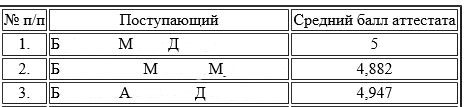 № п/п Поступающий Средний балл аттестата
1. Б М Д 5
2. Б М М 4,882
3. Б А Д 4,947